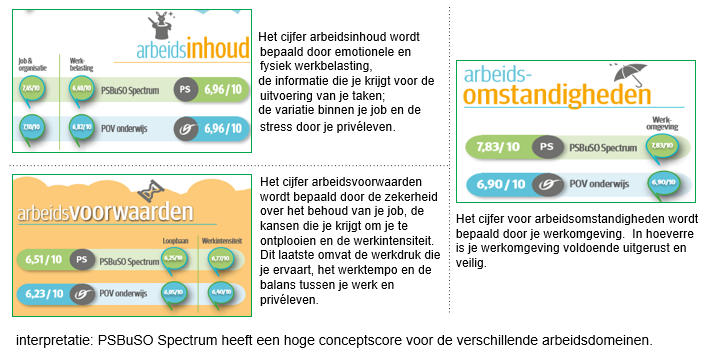 arbeidsinhoud
Job & organisatie
Werk-belasting
7,45/10
6,48/10
PSBuSO Spectrum
PS
6,96/10
7,10/10
6,82/10
POV onderwijs
6,96/10
Het cijfer arbeidsinhoud wordt
bepaald door emotionele en
fysiek werkbelasting,
de informatie die je krijgt voor de
uitvoering van je taken;
de variatie binnen je job en de
stress door je privéleven.
arbeidsvoorwaarden
Loopbaan
Werkintensiteit
6,51/10
PS
PSBuSO Spectrum
6,25/10
6,77/10
6,23/10
POV onderwijs
6,05/10
6,40/10
Het cijfer arbeidsvoorwaarden
wordt bepaald door de zekerheid
over het behoud van je job, de
kansen die je krijgt om je te
ontplooien en de werkintensiteit.
Dit laatste omvat de werkdruk die
je ervaart, het werktempo en de
balans tussen je werk en
privéleven.
arbeids-
omstandigheden
Werk-
omgeving
7,83/10
PS
PSBuSO Spectrum
7,83/10
6,90/10
POV onderwijs
6,90/10
Het cijfer voor arbeidsomstandigheden wordt
bepaald door je werkomgeving. In hoeverre
is je werkomgeving voldoende uitgerust en
veilig.
interpretatie: PSBuSO Spectrum heeft een hoge conceptscore voor de verschillende arbeidsdomeinen.